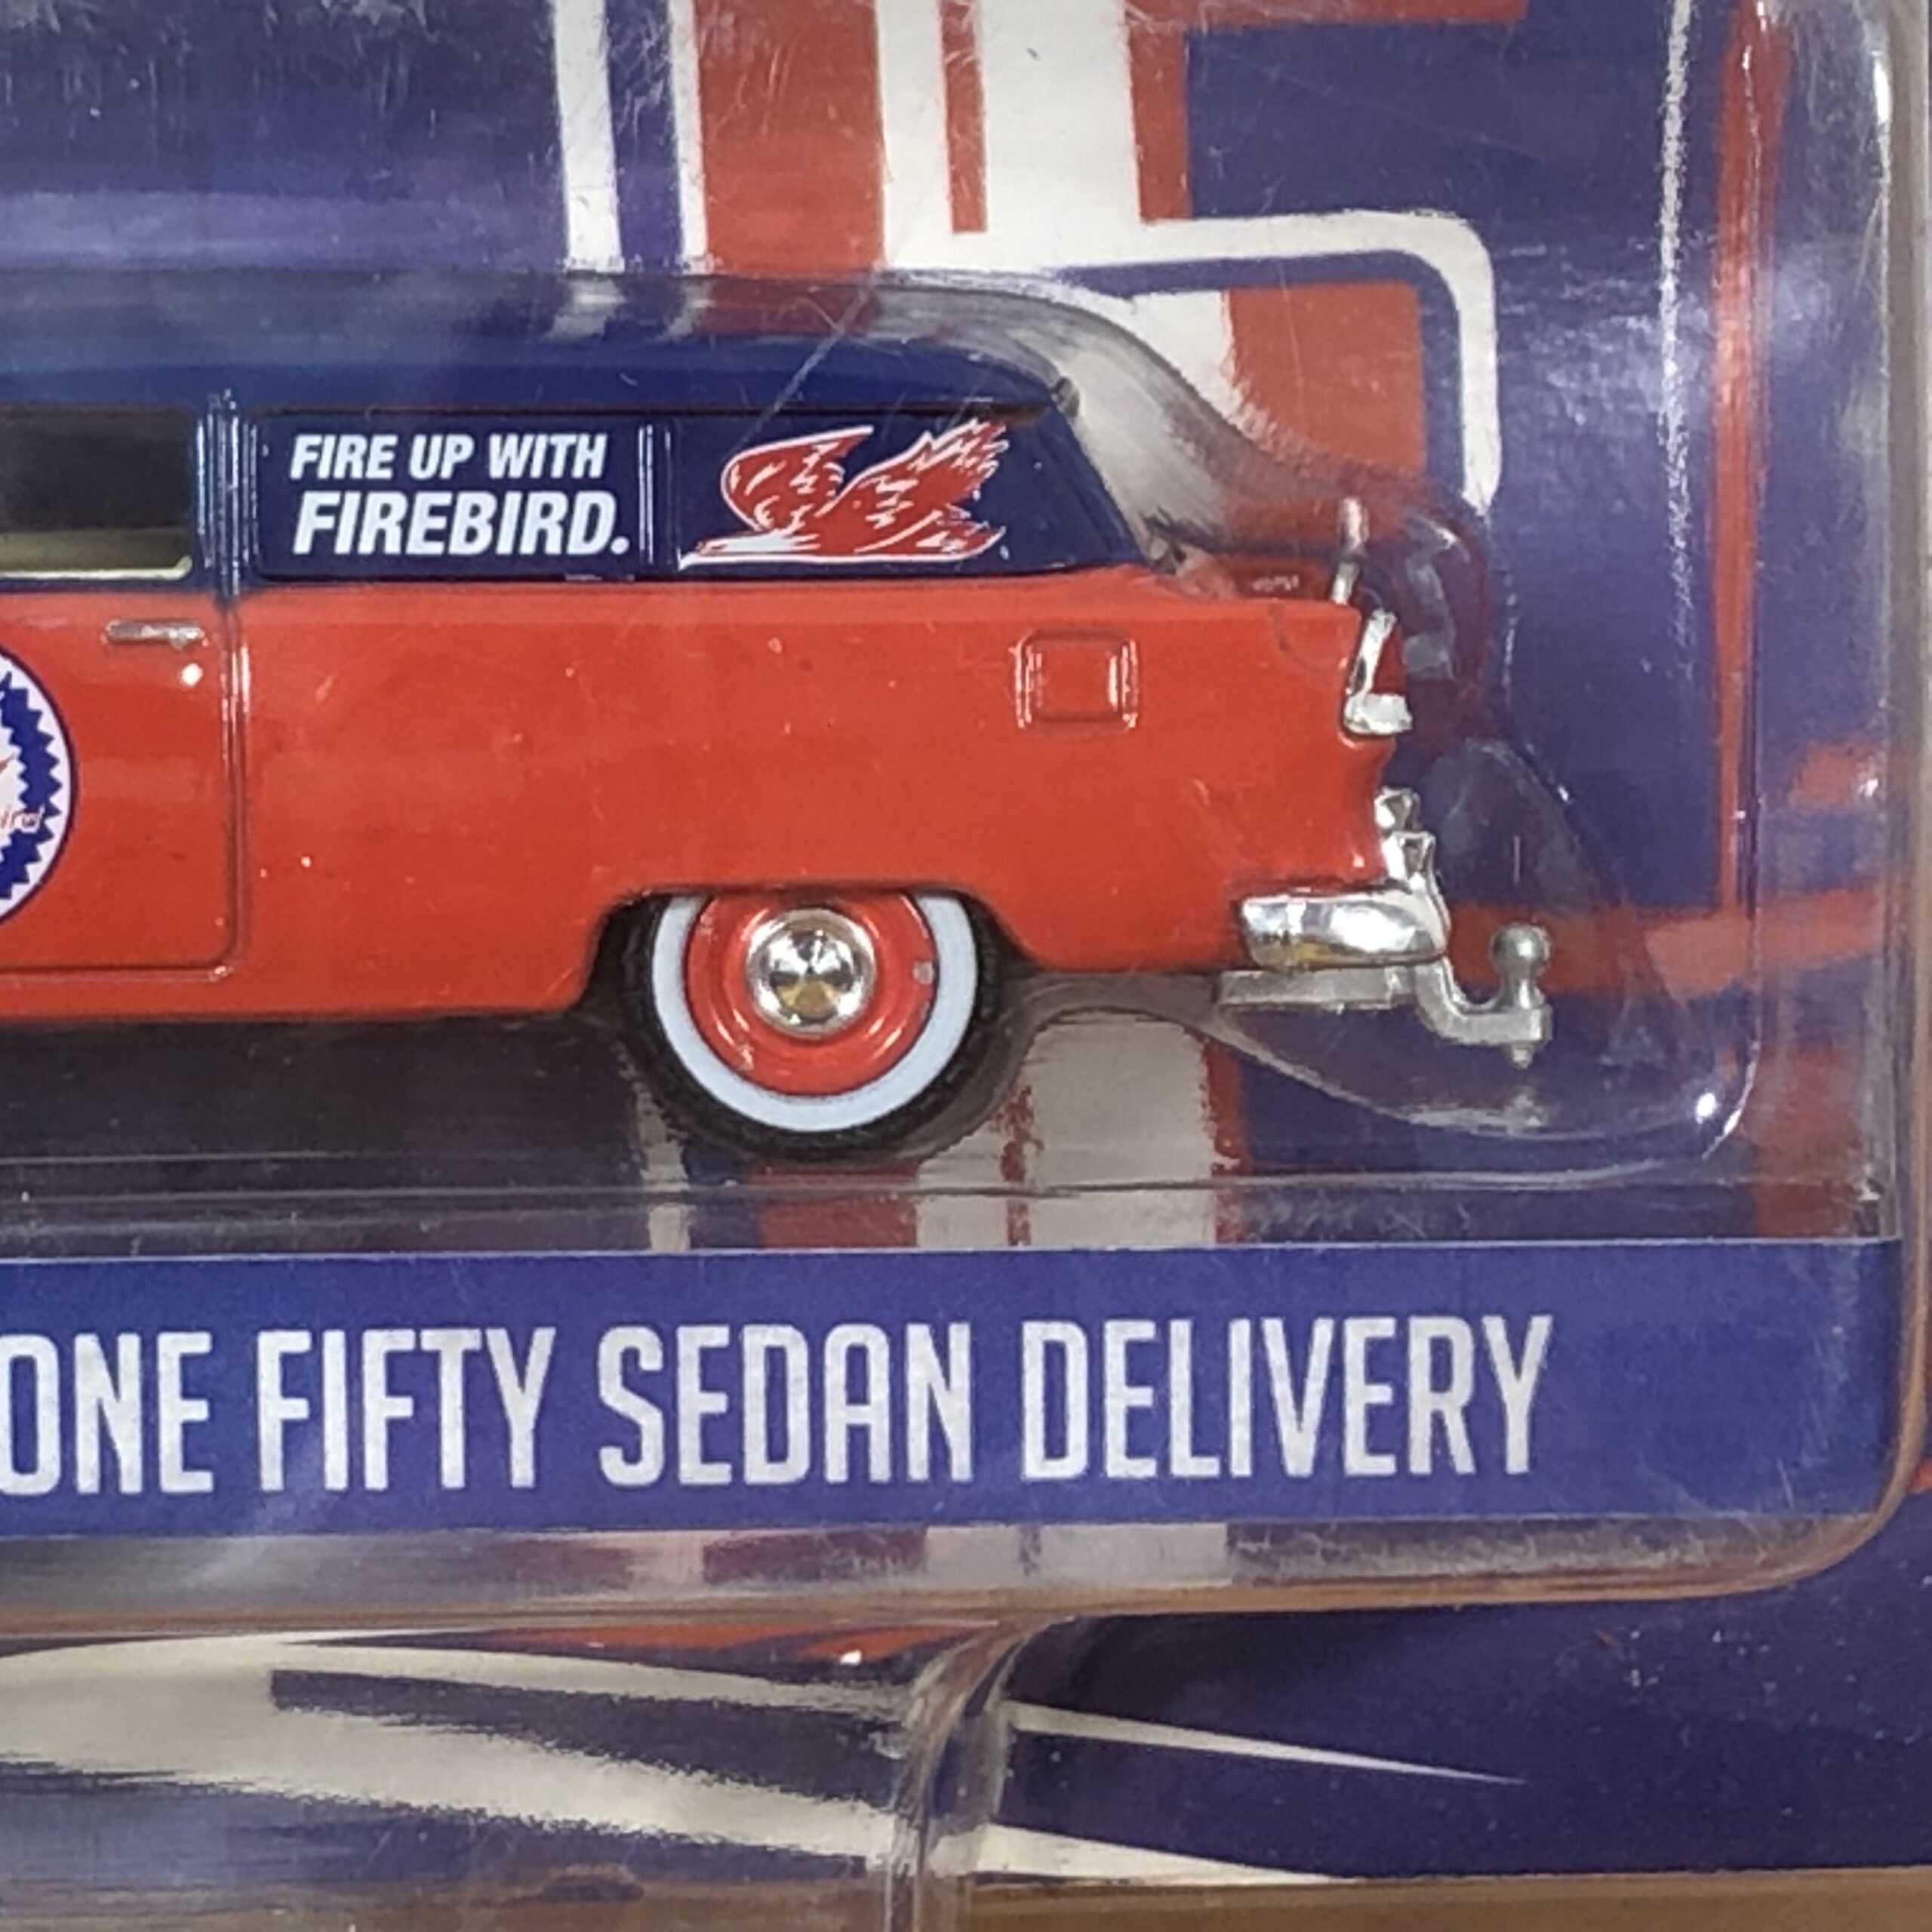 FIRE UP WITH
FIREBIRD.
ONE FIFTY SEDAN DELIVERY